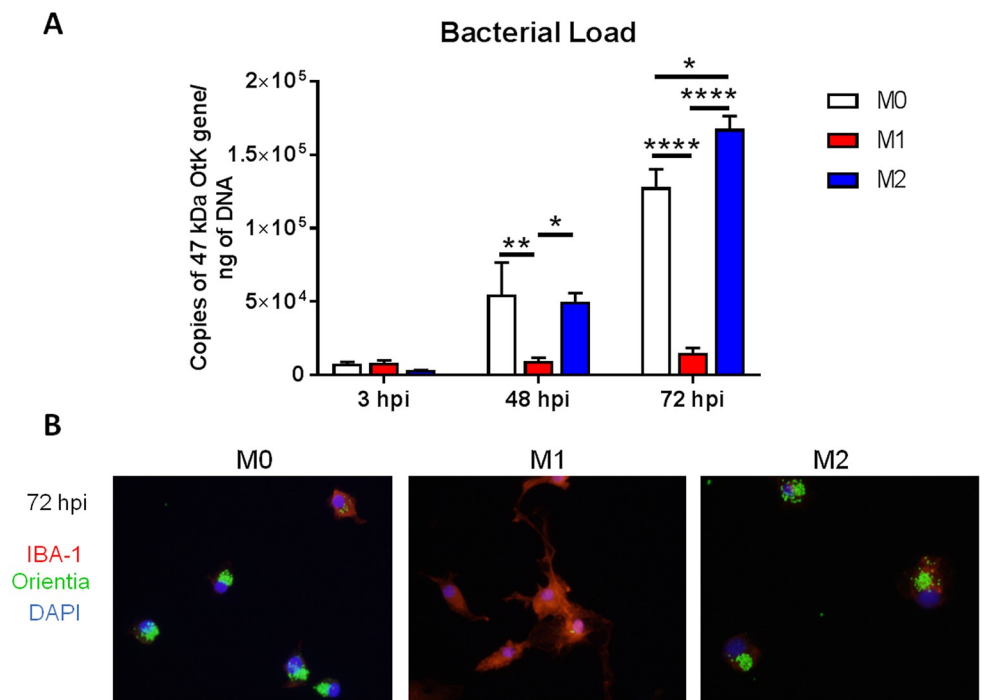 A
Bacterial Load
Copies of 47 kDa OtK gene/
ng of DNA
2×10⁵
1.5×10⁵
1×10⁵
5×10⁴
0
*
****
****
**
*
3 hpi
48 hpi
72 hpi
M0
M1
M2
B
M0
M1
M2
72 hpi
IBA-1
Orientia
DAPI